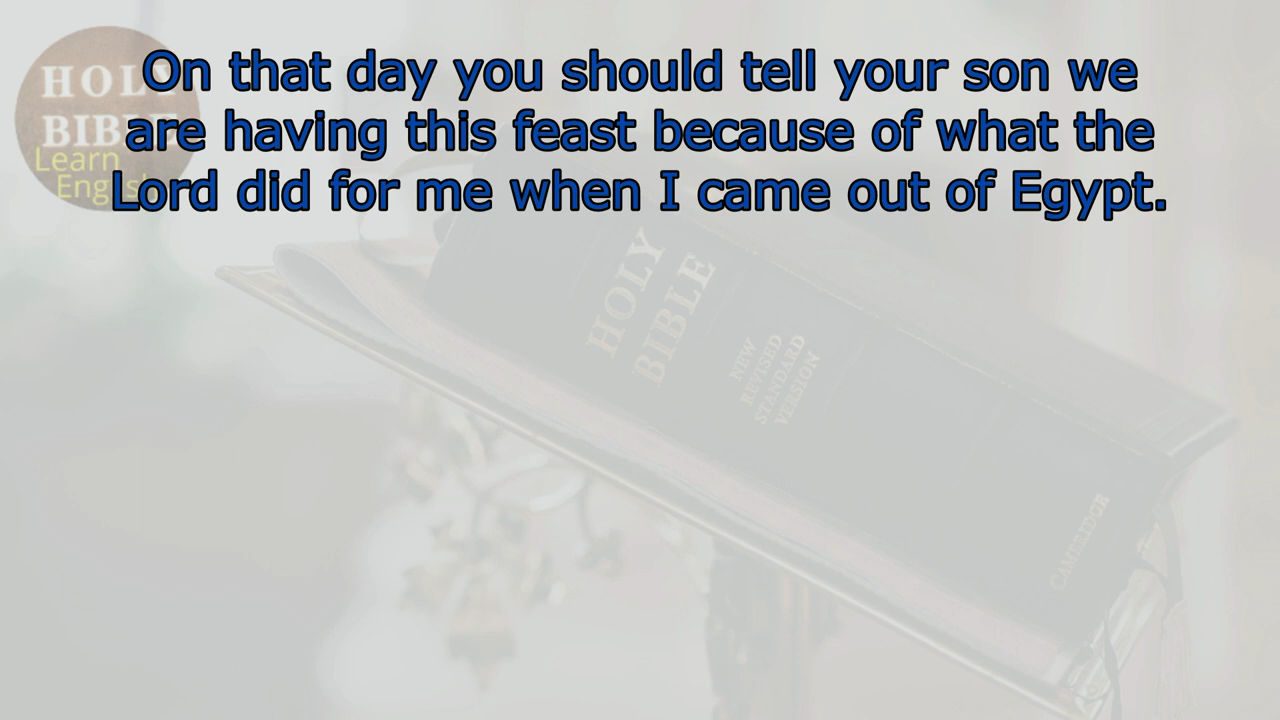 On that day you should tell your son we
are having this feast because of what the
Lord did for me when I came out of Egypt.
HOLY
BIBLE
Learn
English
HOLY
BIBLE
NEW
REVISED
STANDARD
VERSION
CAMBRIDGE